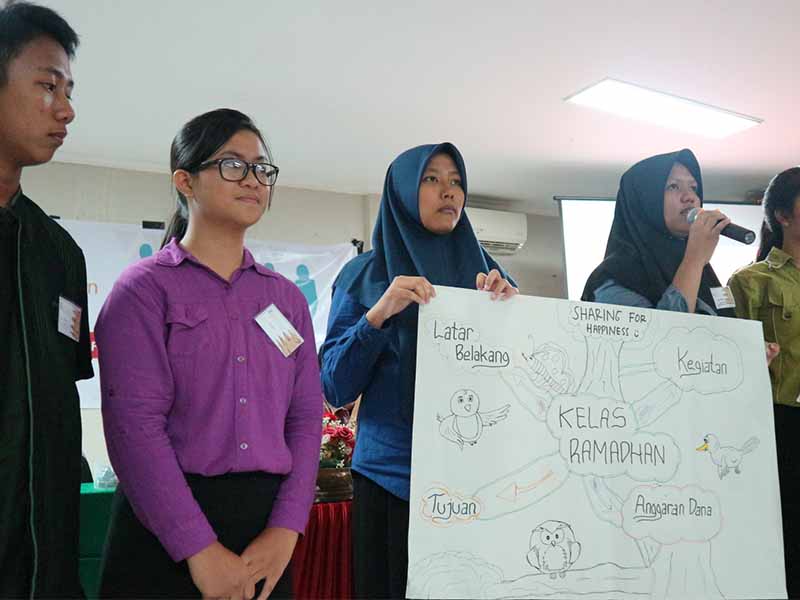 SHARING FOR
HAPPINESS
Latar
Belakang
Kegiatan
KELAS
RAMADHAN
Tujuan
Anggaran Dana